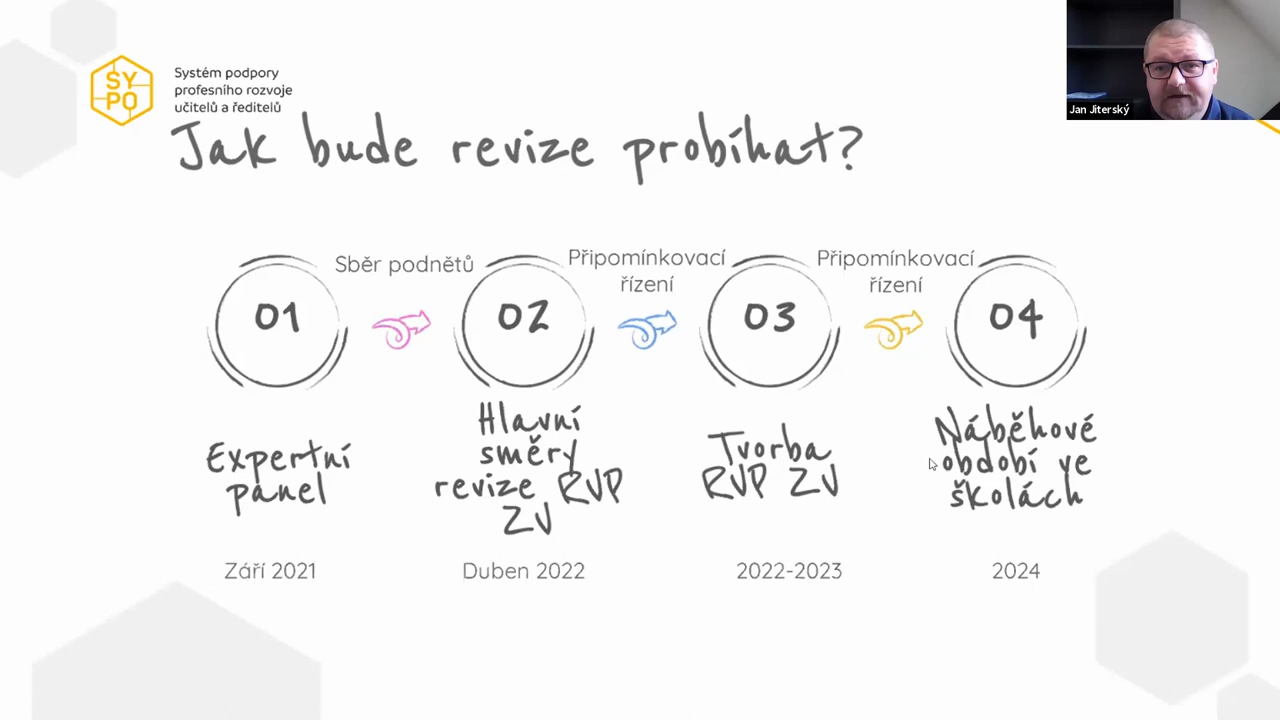 SY
PO
Systém podpory
profesního rozvoje
učitelů a ředitelů
Jan Jiterský
Jak bude revize probíhat?
Sběr podnětů
Připomínkovací
řízení
Připomínkovací
řízení
01
02
03
04
Expertní
panel
Hlavní
směry
revize RVP
ZV
Tvorba
RVP ZV
Náběhové
období ve
školách
Září 2021
Duben 2022
2022-2023
2024